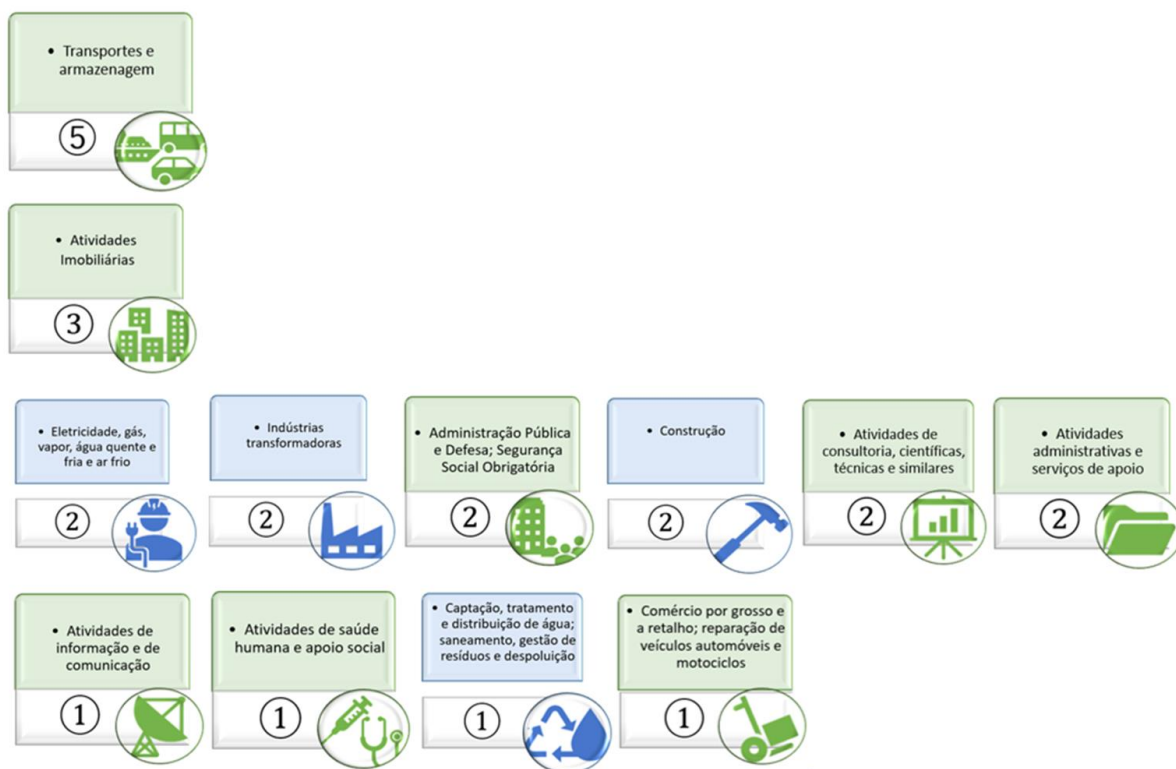 • Transportes e
armazenagem
5
• Atividades
Imobiliárias
3
• Eletricidade, gás,
vapor, água quente e
fria e ar frio
2
• Indústrias
transformadoras
2
• Administração Pública
e Defesa; Segurança
Social Obrigatória
2
• Construção
2
• Atividades de
consultoria, científicas,
técnicas e similares
2
• Atividades
administrativas e
serviços de apoio
2
• Atividades de
informação e de
comunicação
1
• Atividades de saúde
humana e apoio social
1
• Captação, tratamento
e distribuição de água;
saneamento, gestão de
resíduos e despoluição
1
• Comércio por grosso e
a retalho; reparação de
veículos automóveis e
motociclos
1